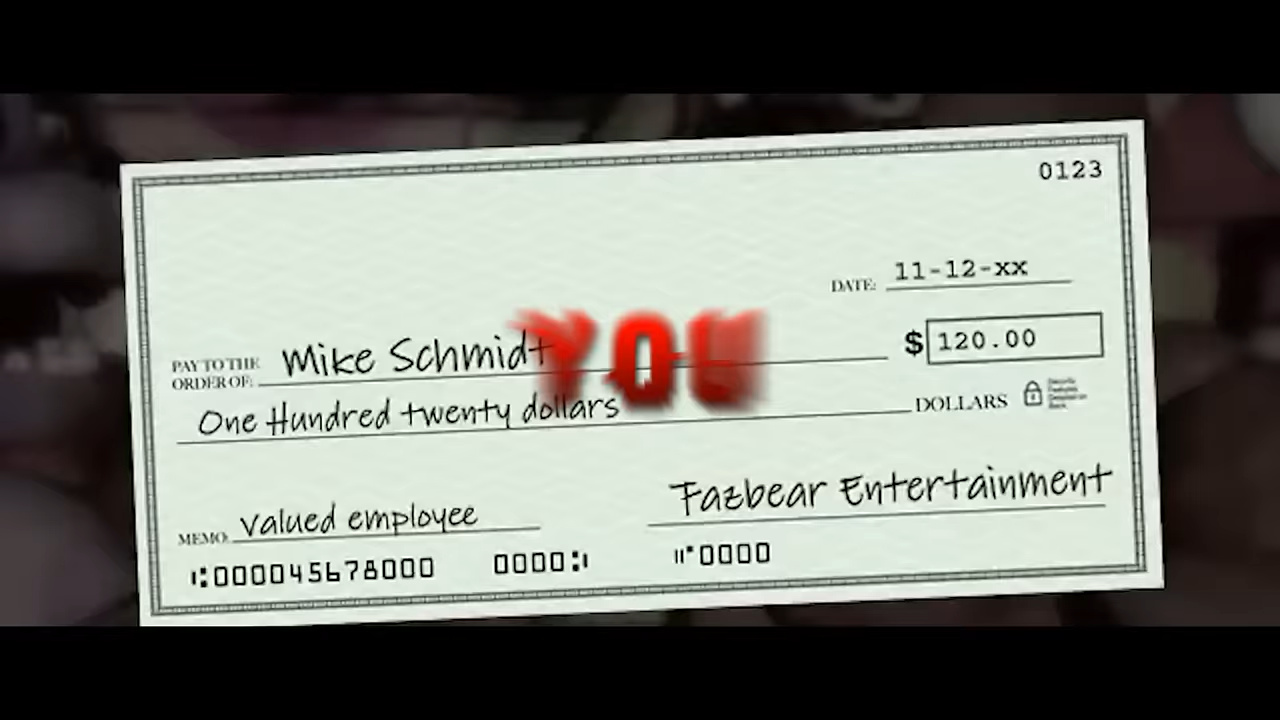 0123
DATE: 11-12-xx
YOU
PAY TO THE ORDER OF: Mike Schmidt
$ 120.00
One Hundred twenty dollars DOLLARS
Fazbear Entertainment
MEMO: valued employee
⑆000045678000 0000⑆ ⑈0000